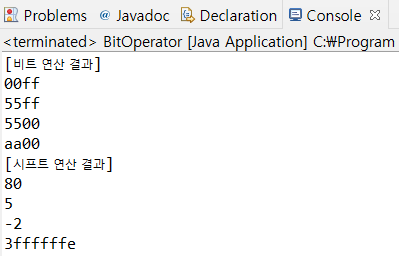 Problems @ Javadoc Declaration Console
<terminated> BitOperator [Java Application] C:₩Program
[비트 연산 결과]
00ff
55ff
5500
aa00
[시프트 연산 결과]
80
5
-2
3ffffffe